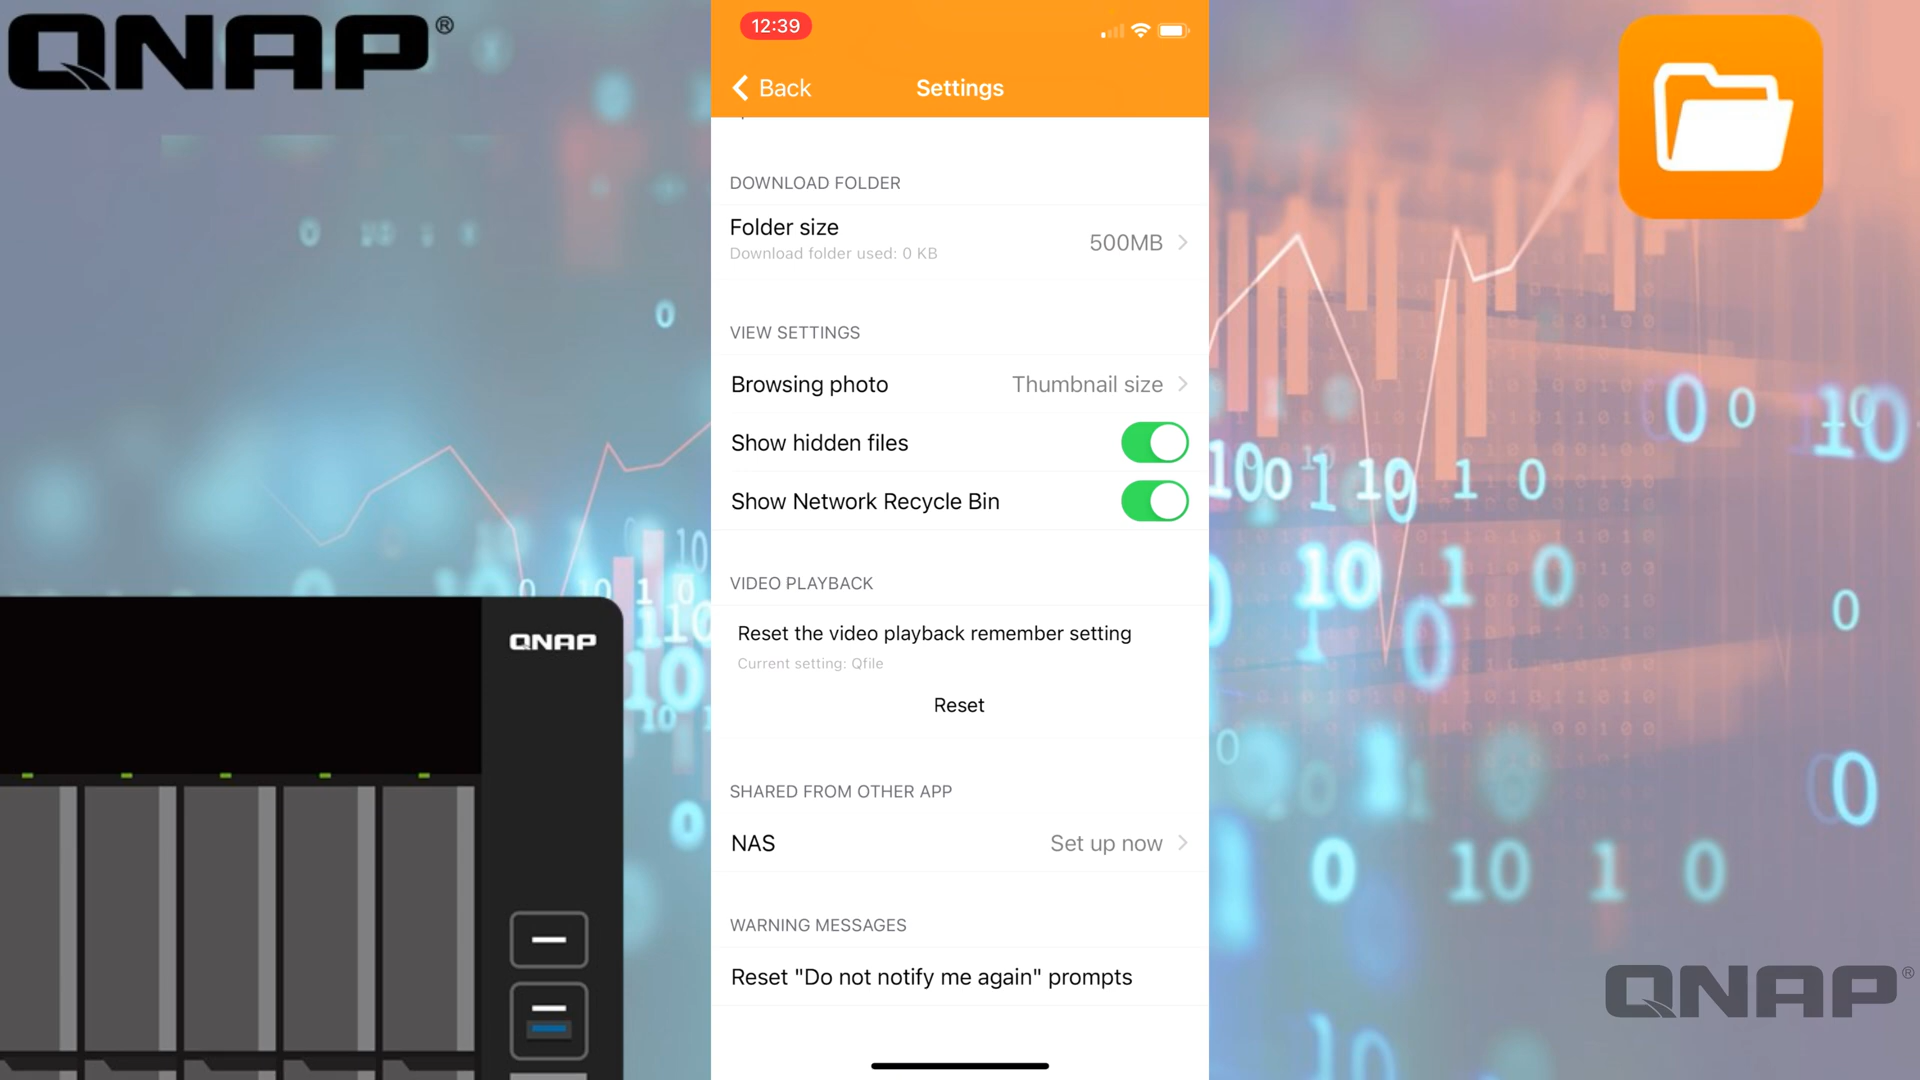 QNAP®
12:39
Back
Settings
DOWNLOAD FOLDER
Folder size
500MB
Download folder used: 0 KB
VIEW SETTINGS
Browsing photo
Thumbnail size
Show hidden files
Show Network Recycle Bin
VIDEO PLAYBACK
Reset the video playback remember setting
Current setting: Qfile
Reset
SHARED FROM OTHER APP
NAS
Set up now
WARNING MESSAGES
Reset "Do not notify me again" prompts
QNAP
QNAP®